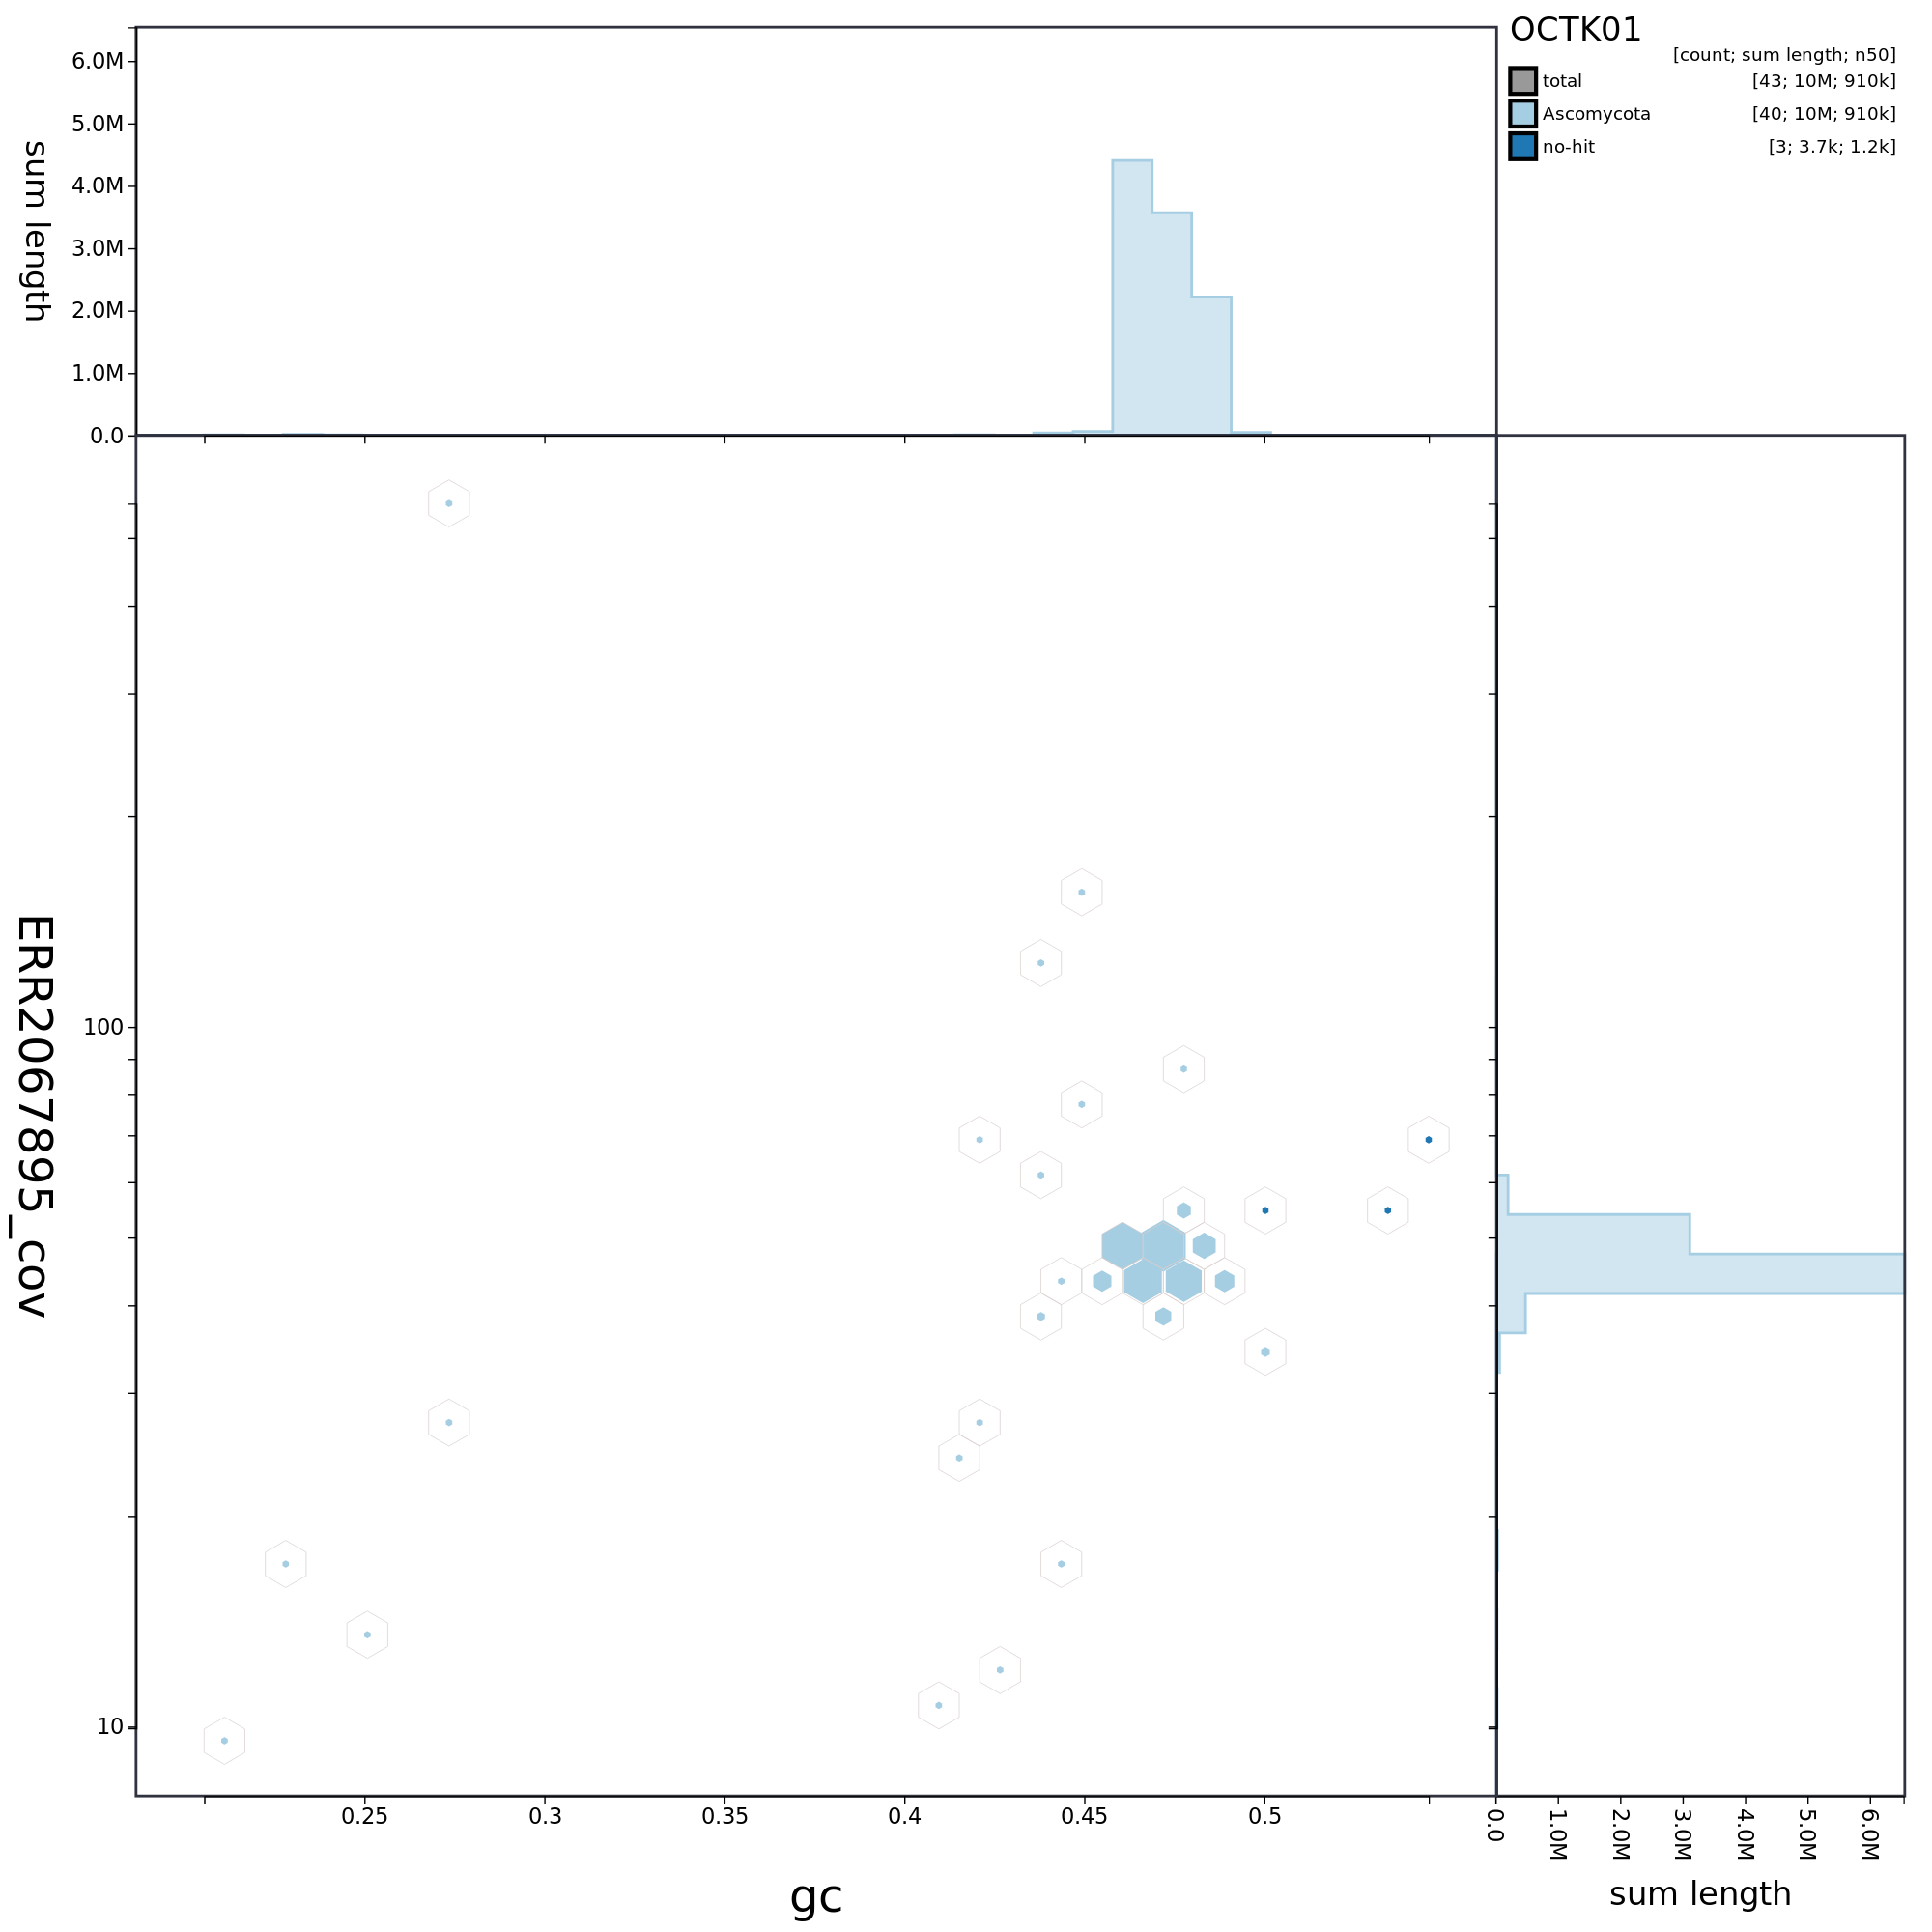 OCTK01
[count; sum length; n50]
total [43; 10M; 910k]
Ascomycota [40; 10M; 910k]
no-hit [3; 3.7k; 1.2k]
sum length
6.0M
5.0M
4.0M
3.0M
2.0M
1.0M
0.0
ERR2067895_cov
100
10
0.25 0.3 0.35 0.4 0.45 0.5
gc
0.0 1.0M 2.0M 3.0M 4.0M 5.0M 6.0M
sum length